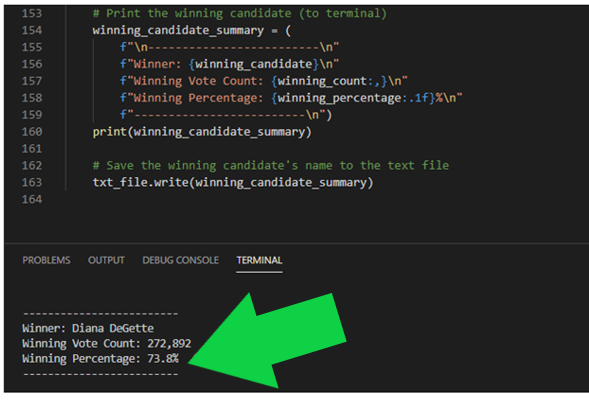 153 # Print the winning candidate (to terminal)
154 winning_candidate_summary = (
155 f"\n-------------------------\n"
156 f"Winner: {winning_candidate}\n"
157 f"Winning Vote Count: {winning_count:,}\n"
158 f"Winning Percentage: {winning_percentage:.1f}%\n"
159 f"-------------------------\n")
160 print(winning_candidate_summary)
161
162 # Save the winning candidate's name to the text file
163 txt_file.write(winning_candidate_summary)
164
PROBLEMS OUTPUT DEBUG CONSOLE TERMINAL
-------------------------
Winner: Diana DeGette
Winning Vote Count: 272,892
Winning Percentage: 73.8%
-------------------------